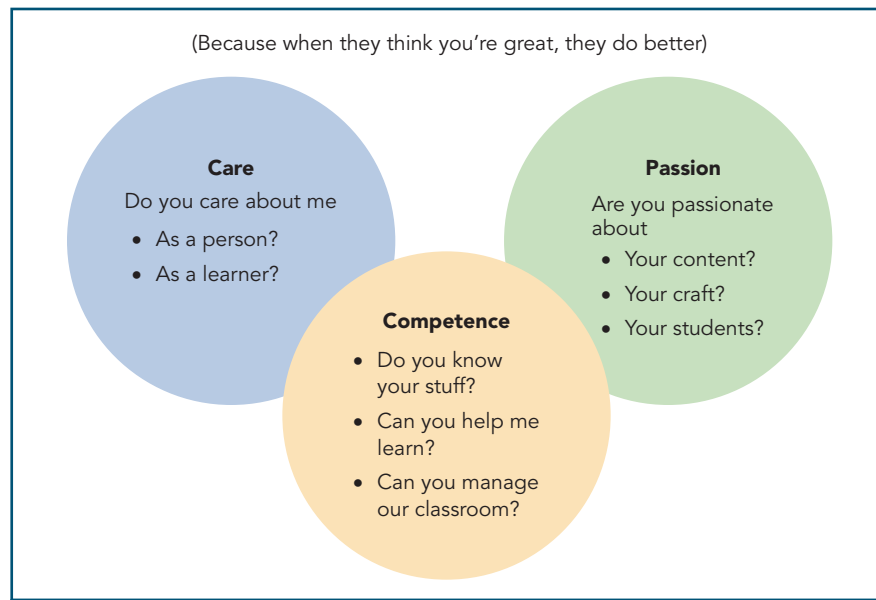 (Because when they think you're great, they do better)
Care
Do you care about me
• As a person?
• As a learner?
Passion
Are you passionate
about
• Your content?
• Your craft?
• Your students?
Competence
• Do you know
your stuff?
• Can you help me
learn?
• Can you manage
our classroom?